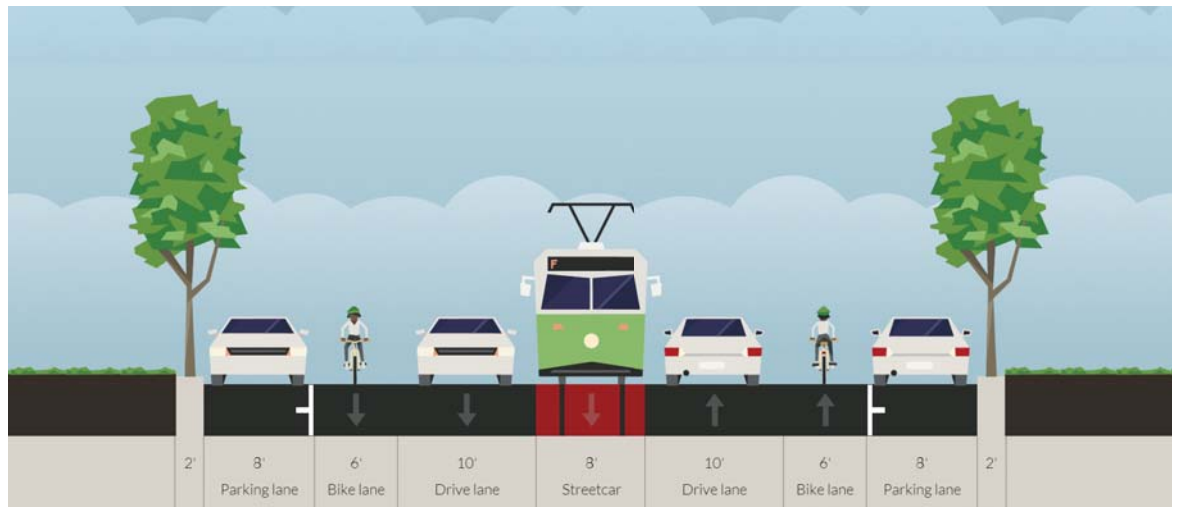 F
2' 8' 6' 10' 8' 10' 6' 8' 2'
Parking lane Bike lane Drive lane Streetcar Drive lane Bike lane Parking lane